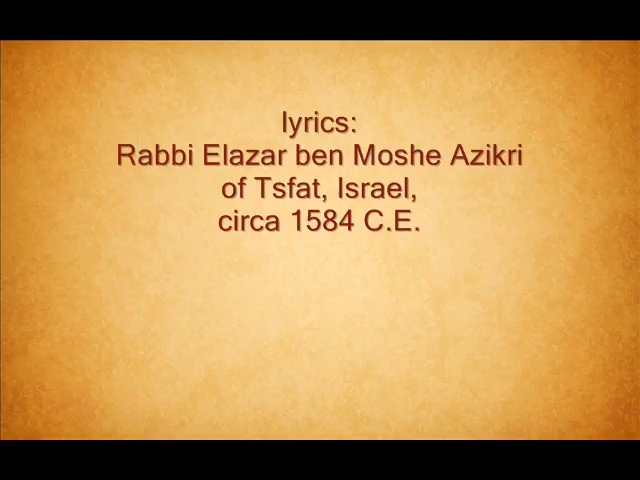 lyrics:
Rabbi Elazar ben Moshe Azikri
of Tsfat, Israel,
circa 1584 C.E.